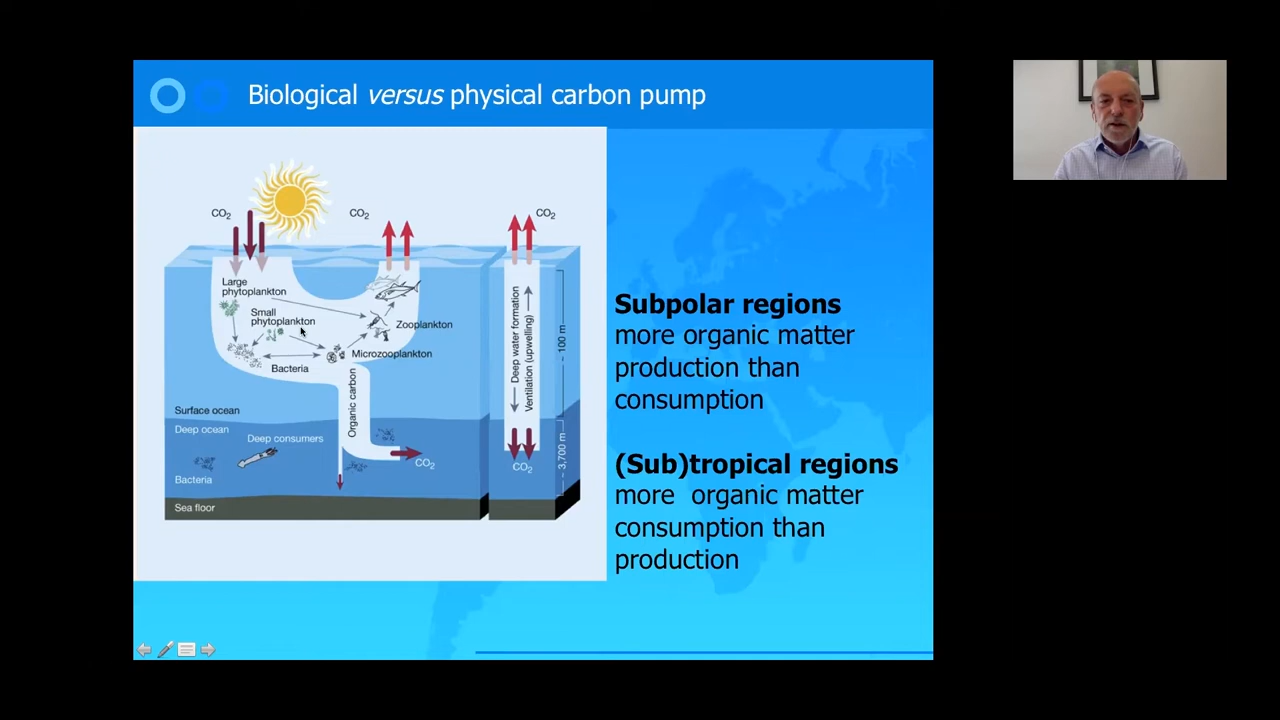 Biological versus physical carbon pump
CO2
CO2
CO2
Large
phytoplankton
Small
phytoplankton
Zooplankton
Microzooplankton
Bacteria
Organic carbon
Surface ocean
Deep ocean
Deep consumers
Bacteria
CO2
Sea floor
Deep water formation
Ventilation (upwelling)
CO2
~ 100 m
~ 3,700 m
Subpolar regions
more organic matter
production than
consumption
(Sub)tropical regions
more organic matter
consumption than
production